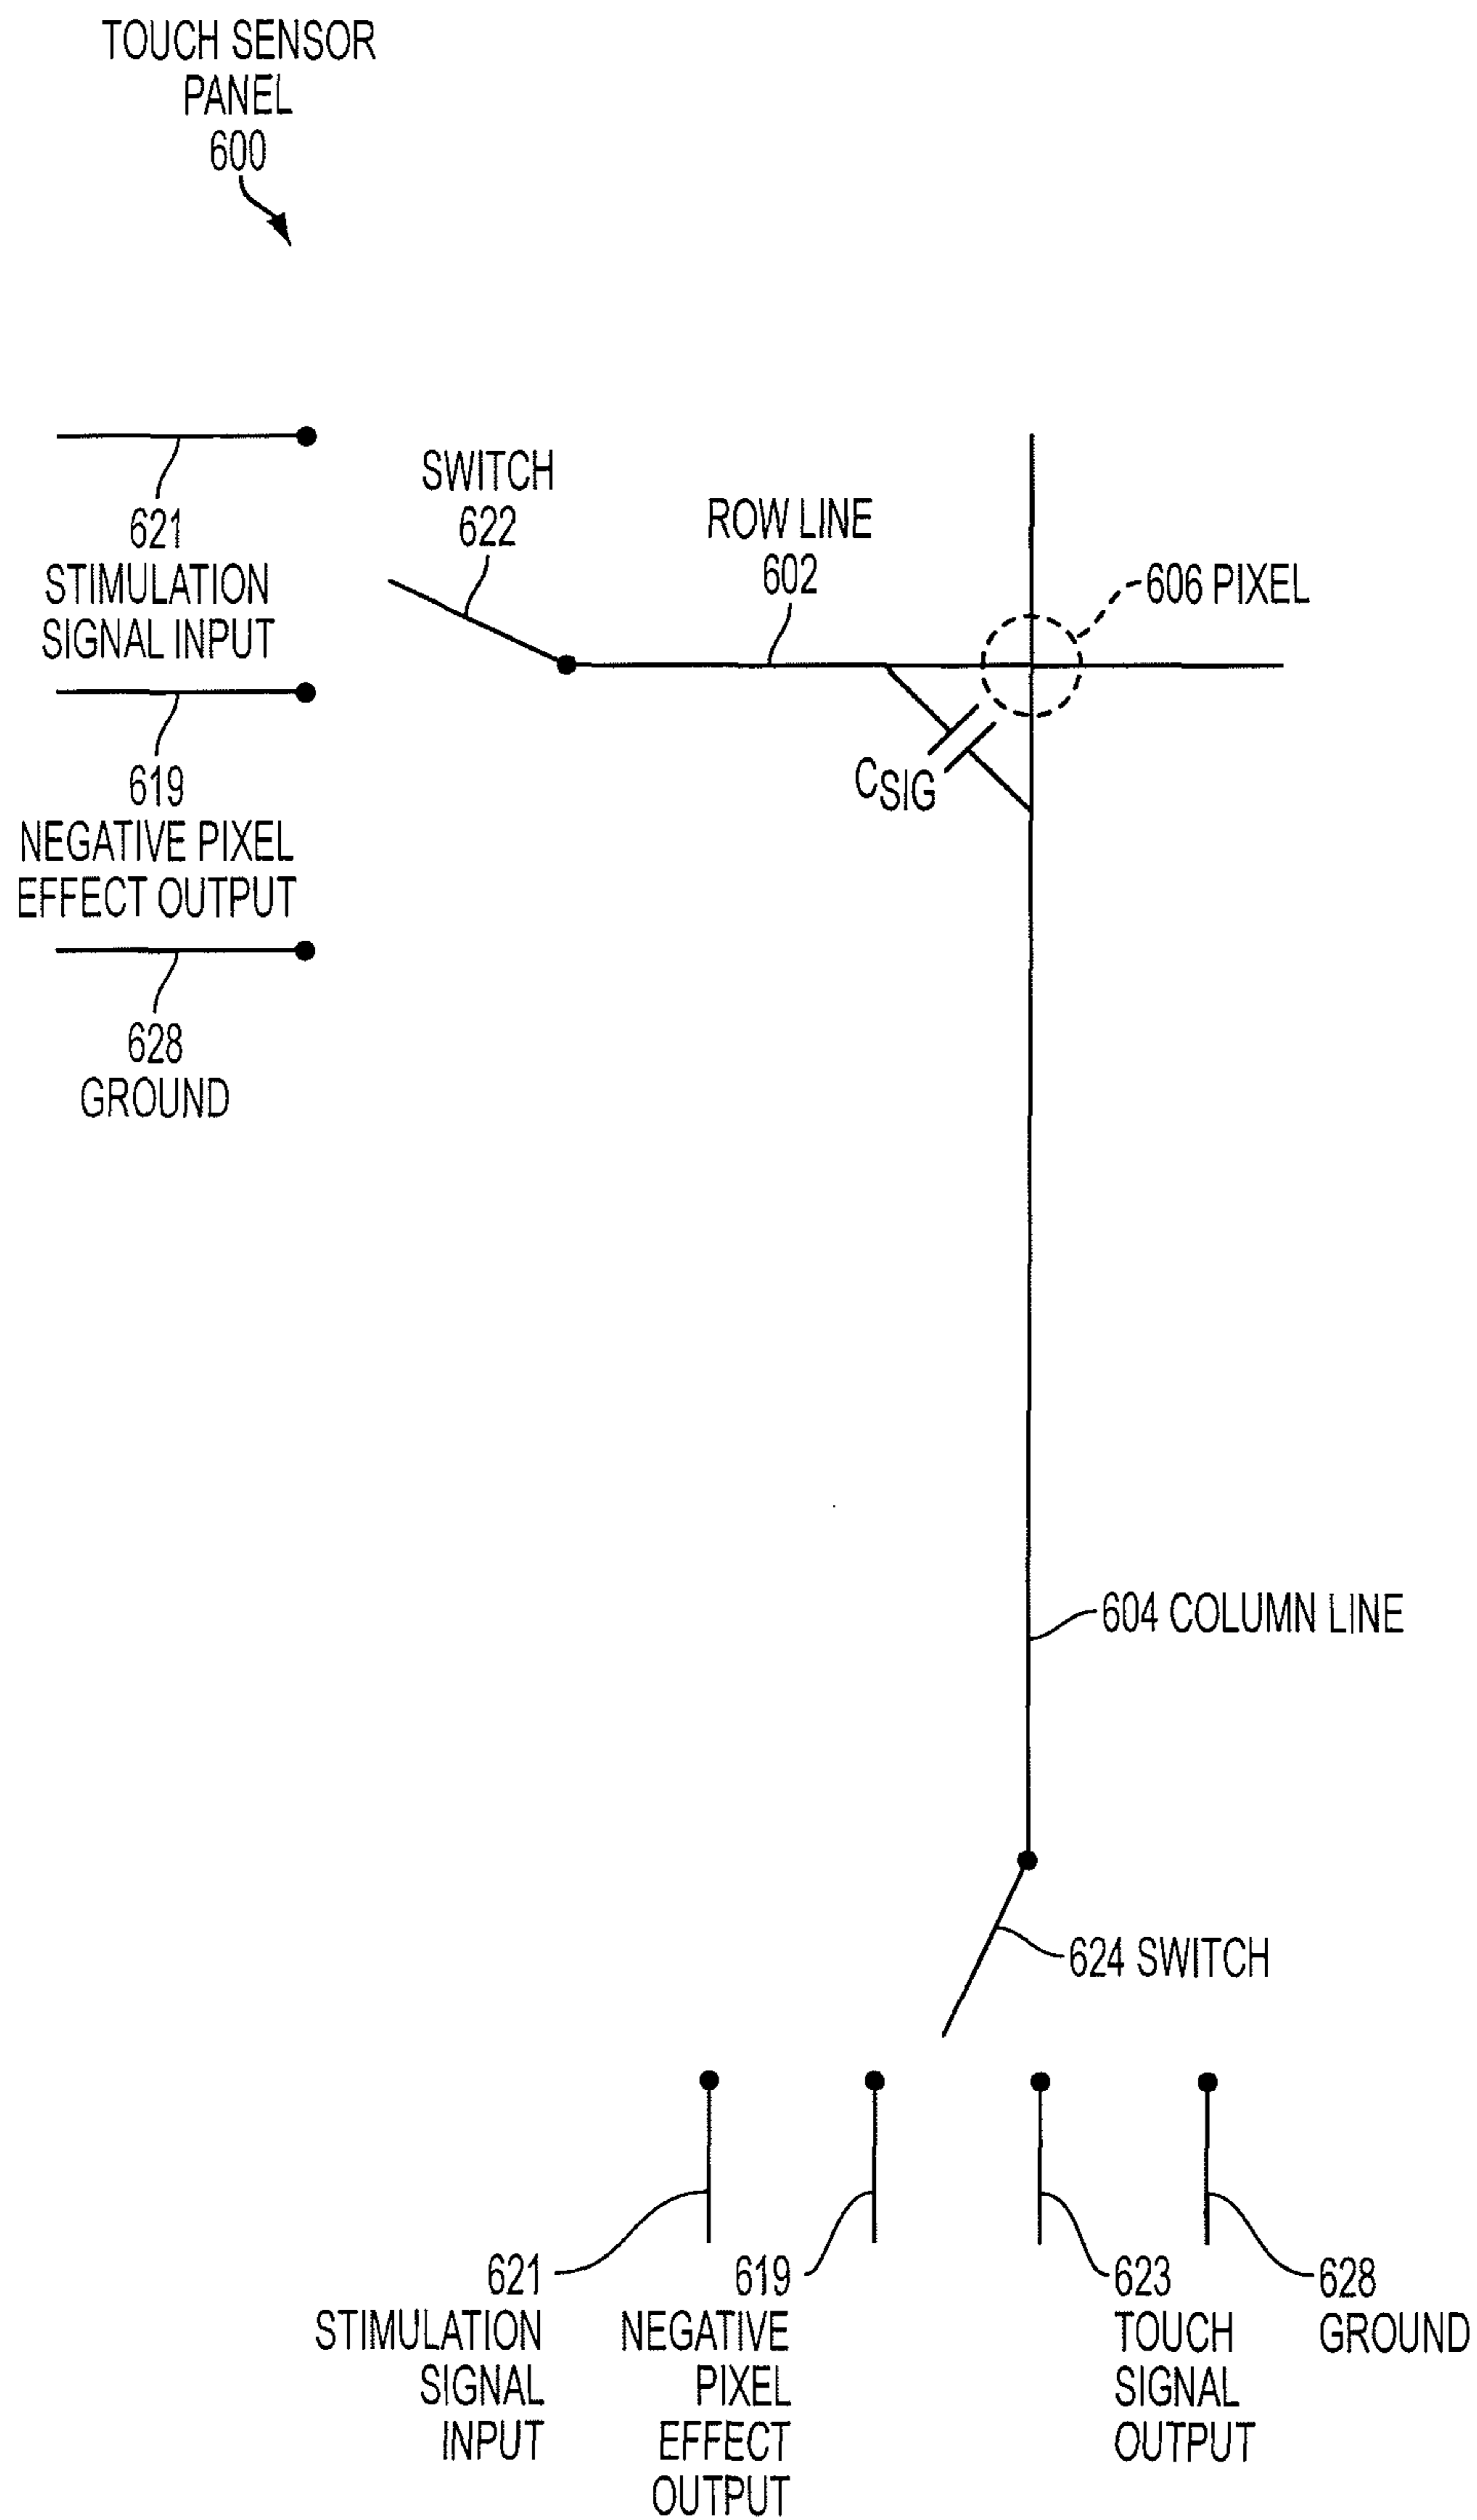 TOUCH SENSOR
PANEL
600
621
STIMULATION
SIGNAL INPUT
SWITCH
622
ROW LINE
602
606 PIXEL
CSIG
619
NEGATIVE PIXEL
EFFECT OUTPUT
628
GROUND
604 COLUMN LINE
624 SWITCH
621
STIMULATION
SIGNAL
INPUT
619
NEGATIVE
PIXEL
EFFECT
OUTPUT
623
TOUCH
SIGNAL
OUTPUT
628
GROUND